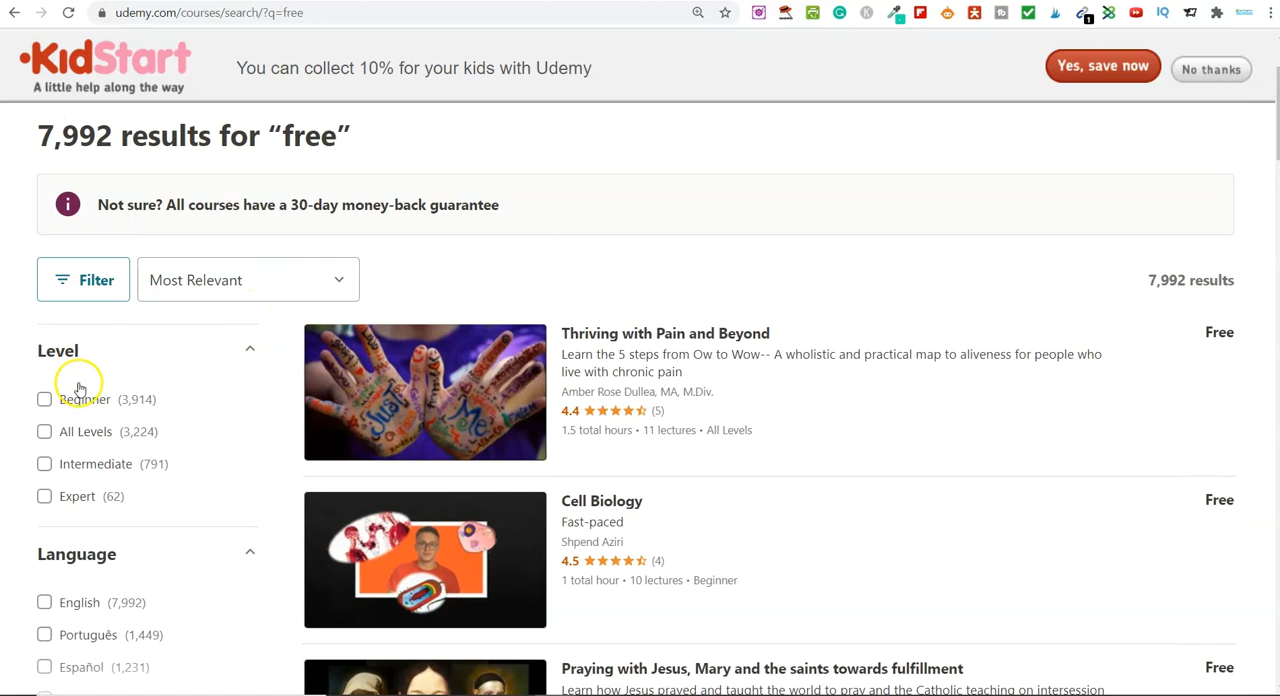 udemy.com/courses/search/?q=free
KidStart
A little help along the way
You can collect 10% for your kids with Udemy
Yes, save now
No thanks
7,992 results for “free”
Not sure? All courses have a 30-day money-back guarantee
Filter
Most Relevant
7,992 results
Level
Beginner (3,914)
All Levels (3,224)
Intermediate (791)
Expert (62)
Language
English (7,992)
Português (1,449)
Español (1,231)
Thriving with Pain and Beyond
Free
Learn the 5 steps from Ow to Wow-- A wholistic and practical map to aliveness for people who
live with chronic pain
Amber Rose Dullea, MA, M.Div.
4.4 (5)
1.5 total hours • 11 lectures • All Levels
Cell Biology
Free
Fast-paced
Shpend Aziri
4.5 (4)
1 total hour • 10 lectures • Beginner
Praying with Jesus, Mary and the saints towards fulfillment
Free
Learn how Jesus prayed and taught the world to pray and the Catholic teaching on intersession
Just
Me